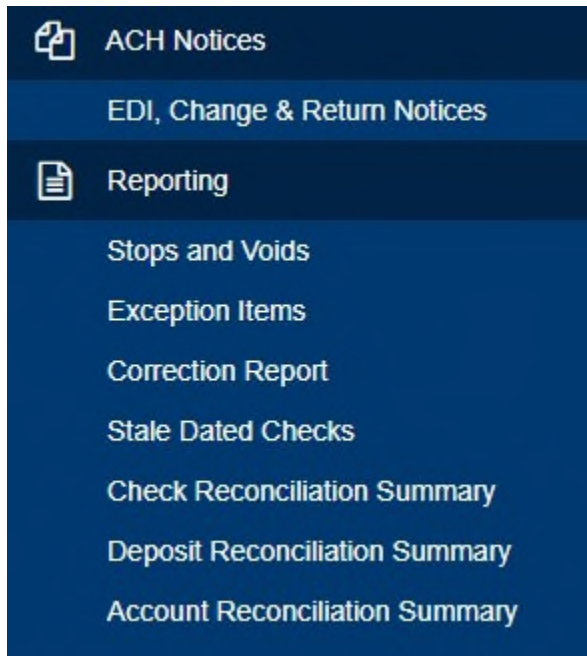 ACH Notices
EDI, Change & Return Notices
Reporting
Stops and Voids
Exception Items
Correction Report
Stale Dated Checks
Check Reconciliation Summary
Deposit Reconciliation Summary
Account Reconciliation Summary